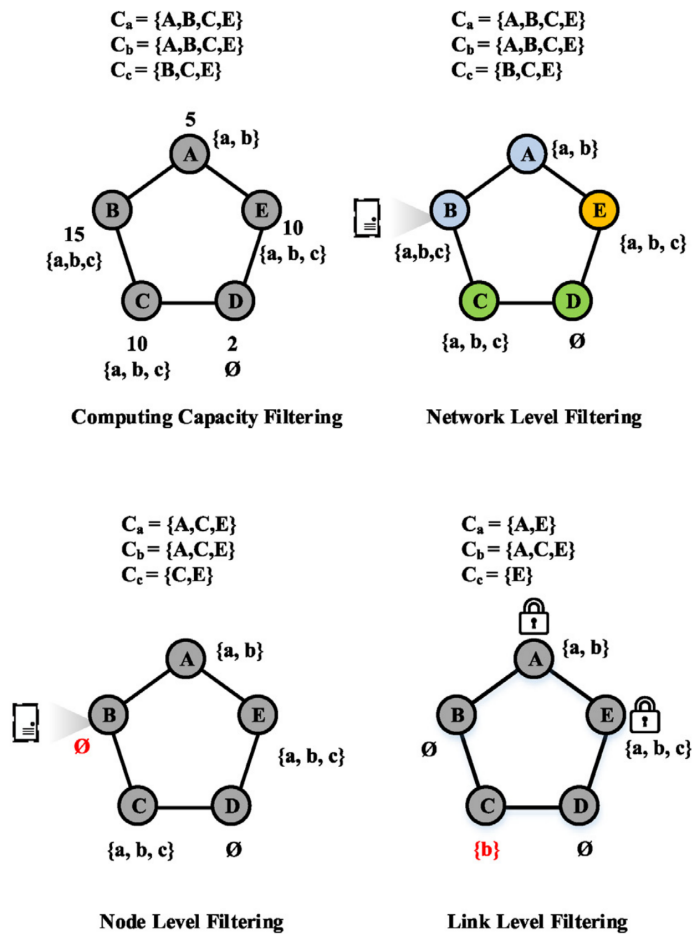 Cₐ = {A,B,C,E}
C_b = {A,B,C,E}
C_c = {B,C,E}
5
A
{a, b}
B
E
15
{a,b,c}
10
{a, b, c}
C
D
10
{a, b, c}
2
Ø
Computing Capacity Filtering
Cₐ = {A,B,C,E}
C_b = {A,B,C,E}
C_c = {B,C,E}
A
{a, b}
B
E
{a,b,c}
{a, b, c}
C
D
{a, b, c}
Ø
Network Level Filtering
Cₐ = {A,C,E}
C_b = {A,C,E}
C_c = {C,E}
A
{a, b}
B
E
Ø
{a, b, c}
C
D
{a, b, c}
Ø
Node Level Filtering
Cₐ = {A,E}
C_b = {A,C,E}
C_c = {E}
A
{a, b}
B
E
Ø
{a, b, c}
C
D
{b}
Ø
Link Level Filtering